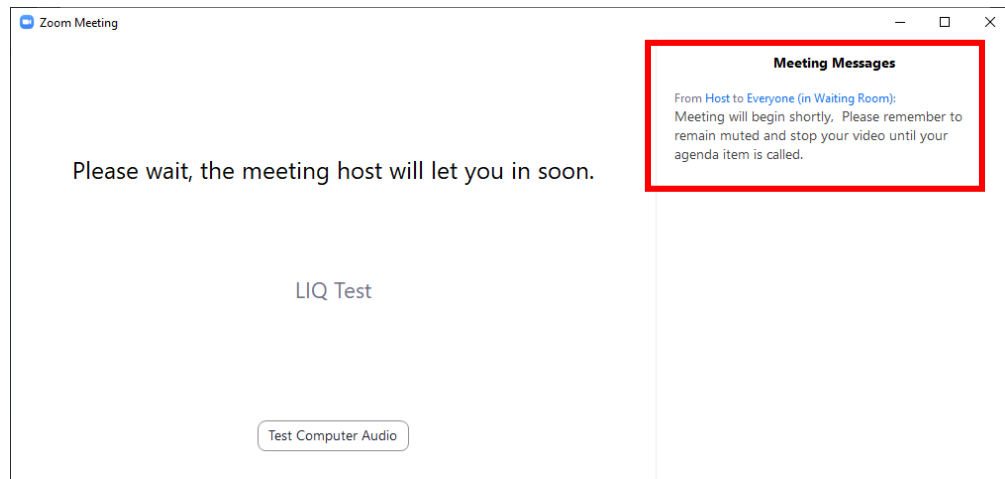 Zoom Meeting
Please wait, the meeting host will let you in soon.
LIQ Test
Test Computer Audio
Meeting Messages
From Host to Everyone (in Waiting Room):
Meeting will begin shortly,  Please remember to
remain muted and stop your video until your
agenda item is called.